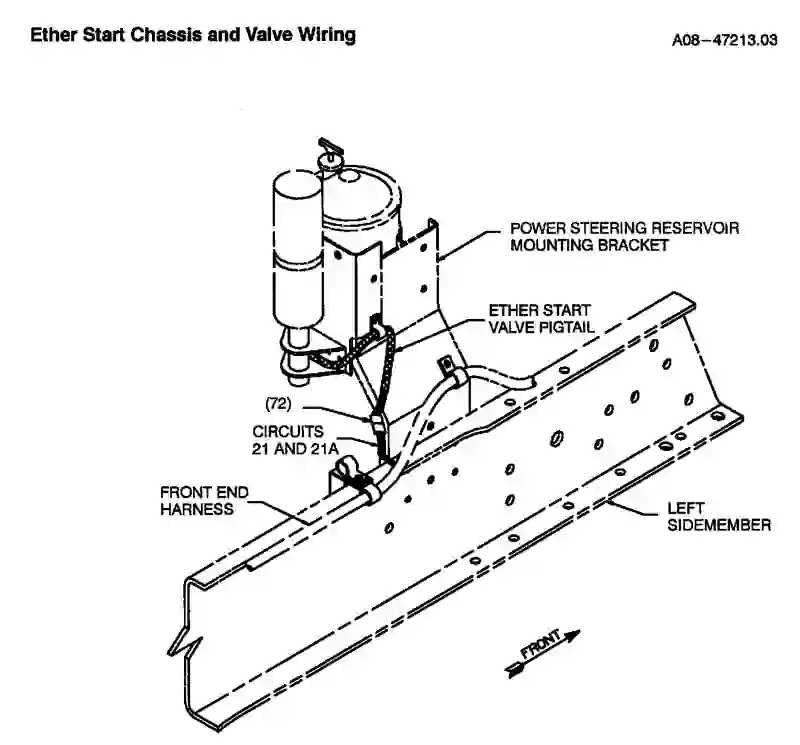 Ether Start Chassis and Valve Wiring
A08–47213.03
POWER STEERING RESERVOIR
MOUNTING BRACKET
ETHER START
VALVE PIGTAIL
(72)
CIRCUITS
21 AND 21A
FRONT END
HARNESS
LEFT
SIDEMEMBER
FRONT